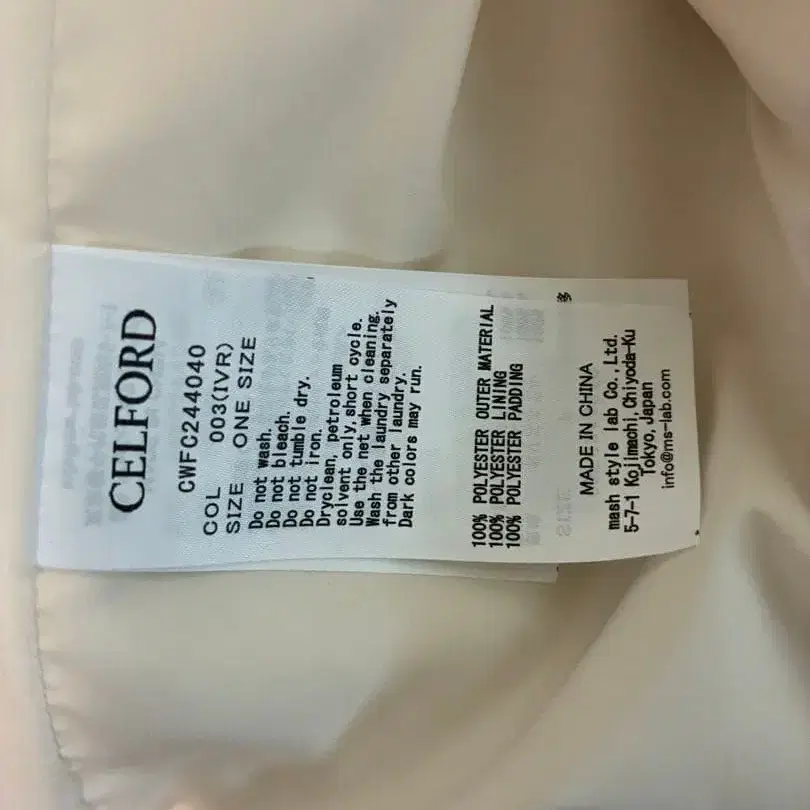 CELFORD
CWFC244040
COL 003(IVR)
SIZE ONE SIZE
Do not wash.
Do not bleach.
Do not tumble dry.
Do not iron.
Dryclean, petroleum
solvent only,short cycle.
Use the net when cleaning.
Wash the laundry separately
from other laundry.
Dark colors may run.
100% POLYESTER OUTER MATERIAL
100% POLYESTER LINING
100% POLYESTER PADDING
多
MADE IN CHINA
mash style lab Co.,Ltd.
5-7-1 Kojimachi,Chiyoda-Ku
Tokyo,Japan
info@ms-lab.com